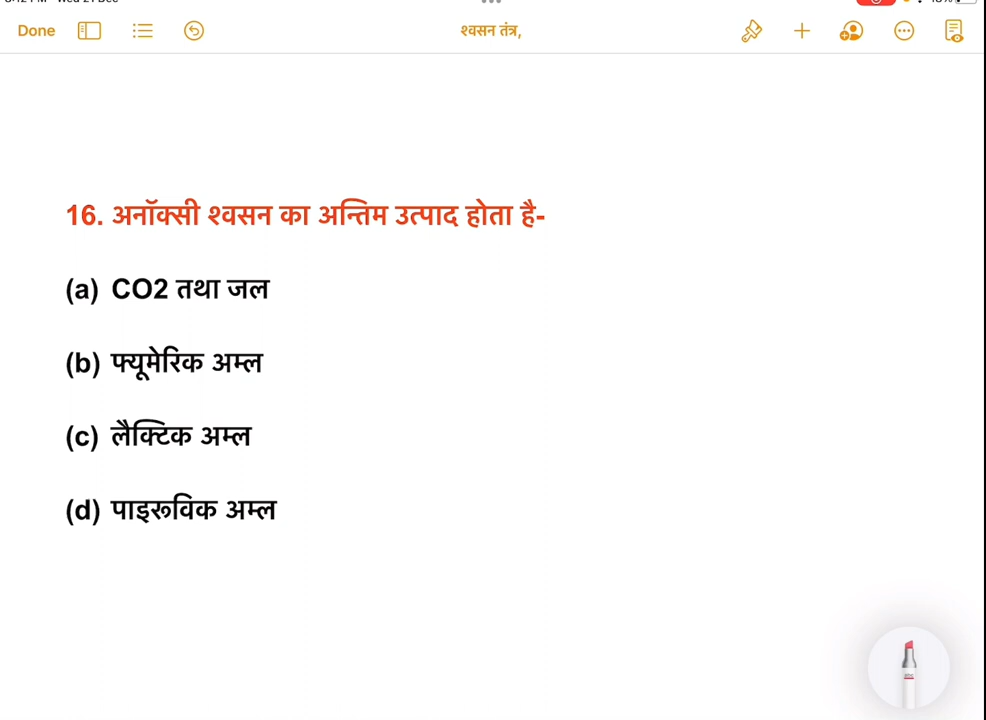 Done
श्वसन तंत्र,
16. अनॉक्सी श्वसन का अन्तिम उत्पाद होता है-
(a) CO2 तथा जल
(b) फ्यूमेरिक अम्ल
(c) लैक्टिक अम्ल
(d) पाइरूविक अम्ल